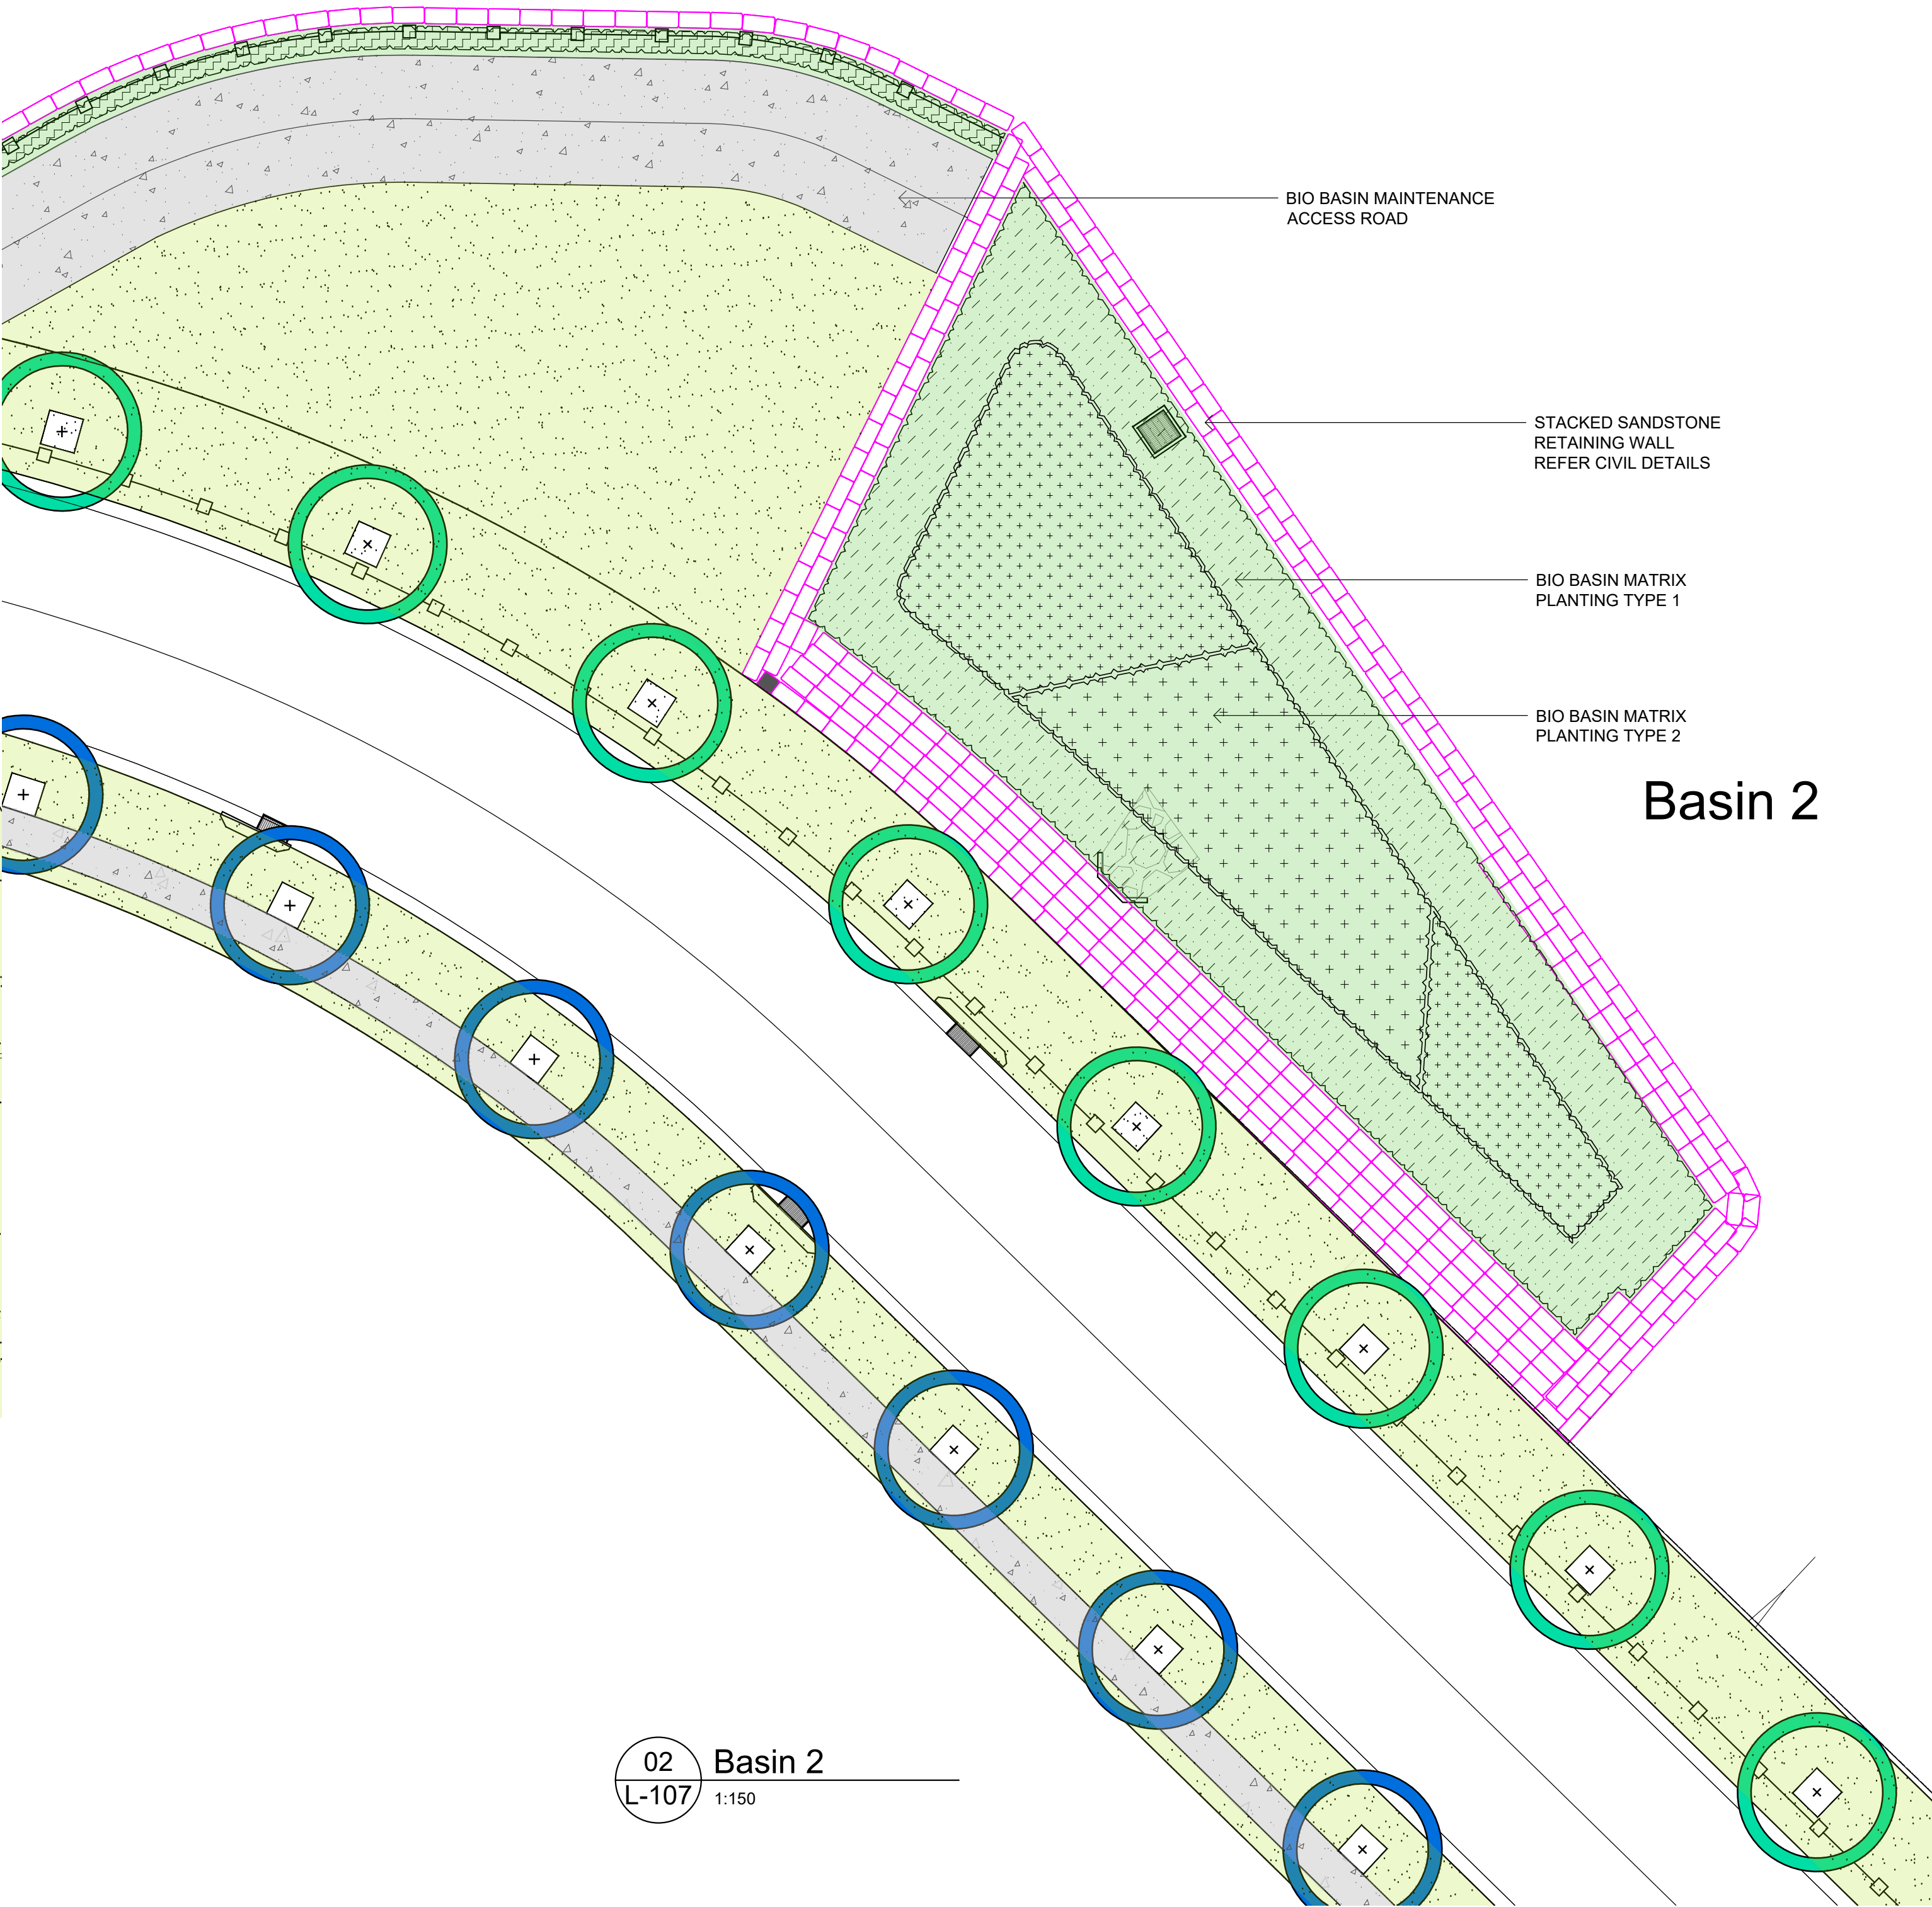 BIO BASIN MAINTENANCE
ACCESS ROAD
STACKED SANDSTONE
RETAINING WALL
REFER CIVIL DETAILS
BIO BASIN MATRIX
PLANTING TYPE 1
BIO BASIN MATRIX
PLANTING TYPE 2
Basin 2
02
Basin 2
L-107
1:150